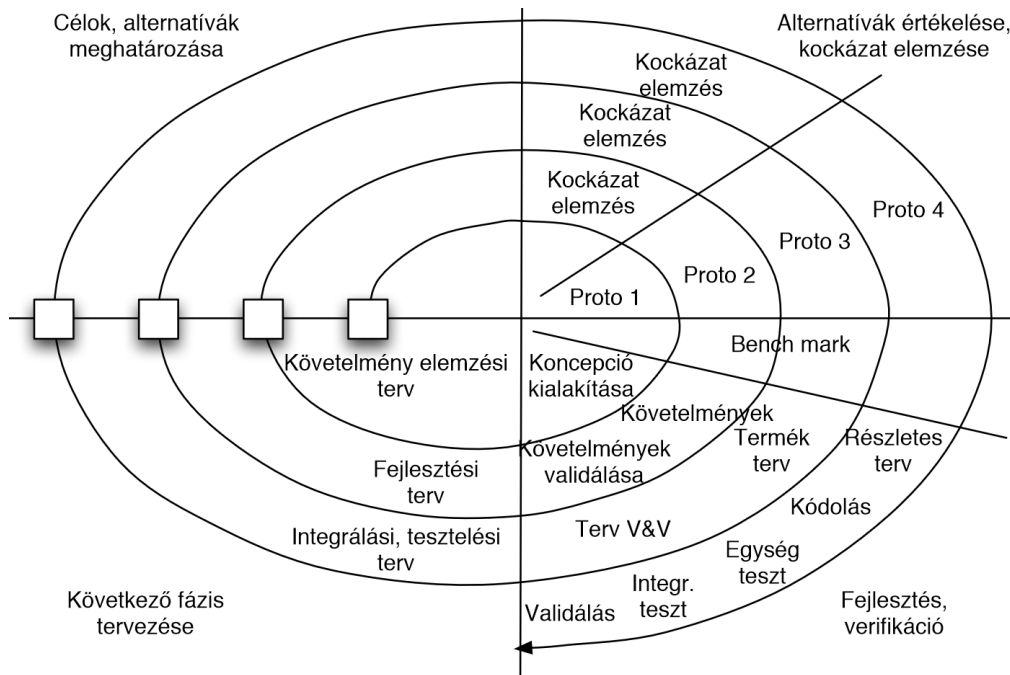 Célok, alternatívák
meghatározása
Alternatívák értékelése,
kockázat elemzése
Kockázat
elemzés
Kockázat
elemzés
Kockázat
elemzés
Proto 4
Proto 3
Proto 2
Proto 1
Bench mark
Követelmény elemzési
terv
Koncepció
kialakítása
Követelmények
Követelmények
validálása
Termék
terv
Részletes
terv
Fejlesztési
terv
Kódolás
Integrálási, tesztelési
terv
Terv V&V
Egység
teszt
Integr.
teszt
Validálás
Következő fázis
tervezése
Fejlesztés,
verifikáció